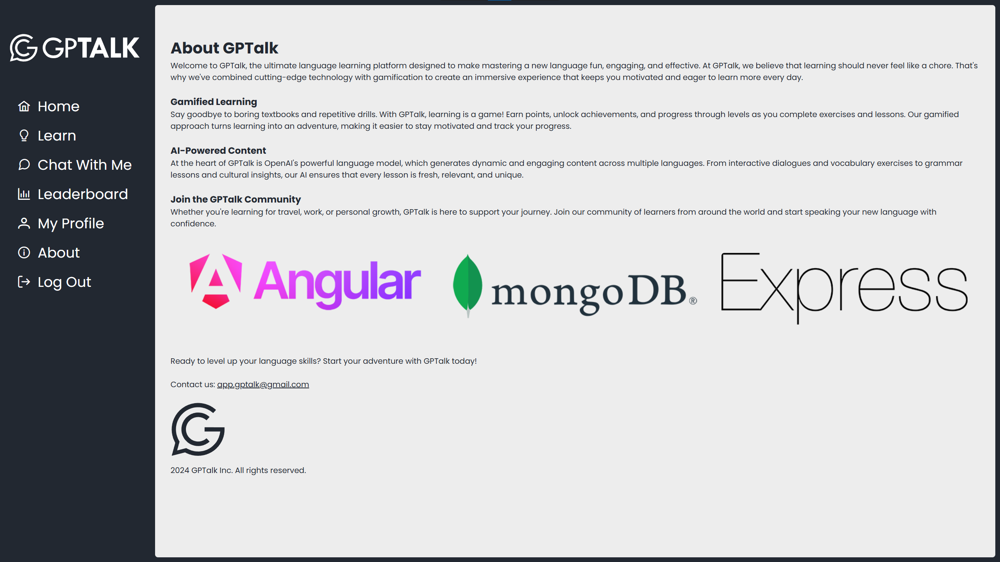 GPTALK
Home
Learn
Chat With Me
Leaderboard
My Profile
About
Log Out
About GPTalk
Welcome to GPTalk, the ultimate language learning platform designed to make mastering a new language fun, engaging, and effective. At GPTalk, we believe that learning should never feel like a chore. That's
why we've combined cutting-edge technology with gamification to create an immersive experience that keeps you motivated and eager to learn more every day.
Gamified Learning
Say goodbye to boring textbooks and repetitive drills. With GPTalk, learning is a game! Earn points, unlock achievements, and progress through levels as you complete exercises and lessons. Our gamified
approach turns learning into an adventure, making it easier to stay motivated and track your progress.
AI-Powered Content
At the heart of GPTalk is OpenAI's powerful language model, which generates dynamic and engaging content across multiple languages. From interactive dialogues and vocabulary exercises to grammar
lessons and cultural insights, our AI ensures that every lesson is fresh, relevant, and unique.
Join the GPTalk Community
Whether you're learning for travel, work, or personal growth, GPTalk is here to support your journey. Join our community of learners from around the world and start speaking your new language with
confidence.
Angular
mongoDB®
Express
Ready to level up your language skills? Start your adventure with GPTalk today!
Contact us: app.gptalk@gmail.com
2024 GPTalk Inc. All rights reserved.